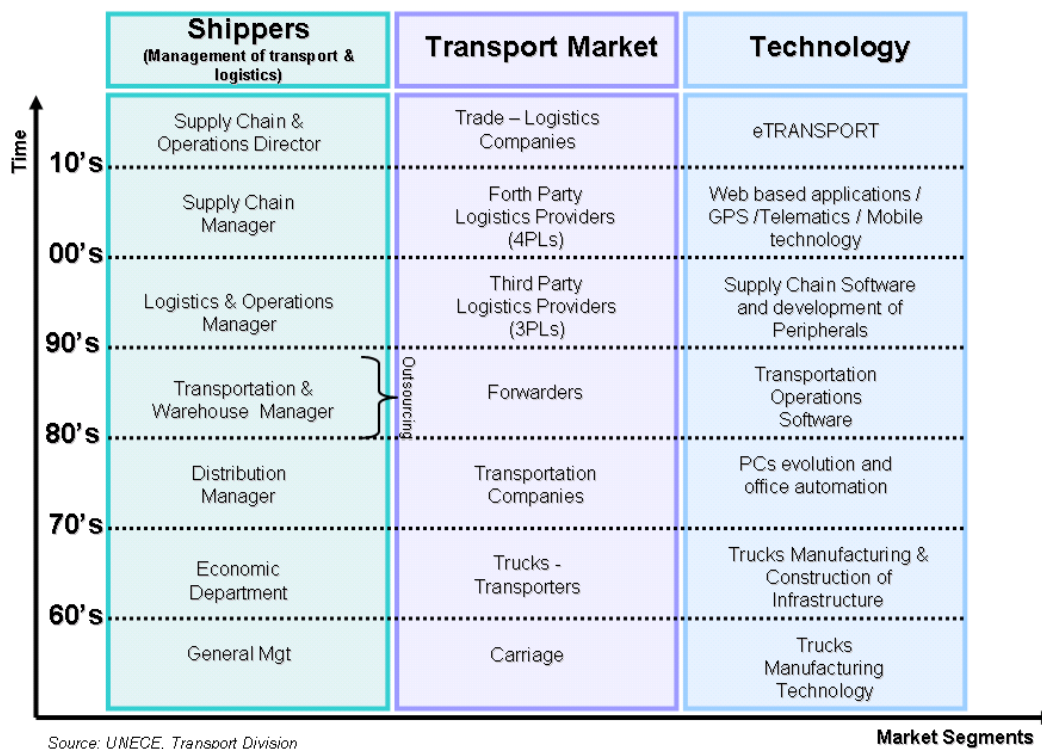 Shippers
(Management of transport &
logistics)
Transport Market
Technology
Time
Supply Chain &
Operations Director
Trade – Logistics
Companies
eTRANSPORT
10's
Supply Chain
Manager
Forth Party
Logistics Providers
(4PLs)
Web based applications /
GPS /Telematics / Mobile
technology
00's
Logistics & Operations
Manager
Third Party
Logistics Providers
(3PLs)
Supply Chain Software
and development of
Peripherals
90's
Transportation &
Warehouse Manager
Outsourcing
Forwarders
Transportation
Operations
Software
80's
Distribution
Manager
Transportation
Companies
PCs evolution and
office automation
70's
Economic
Department
Trucks -
Transporters
Trucks Manufacturing &
Construction of
Infrastructure
60's
General Mgt
Carriage
Trucks
Manufacturing
Technology
Source: UNECE, Transport Division
Market Segments